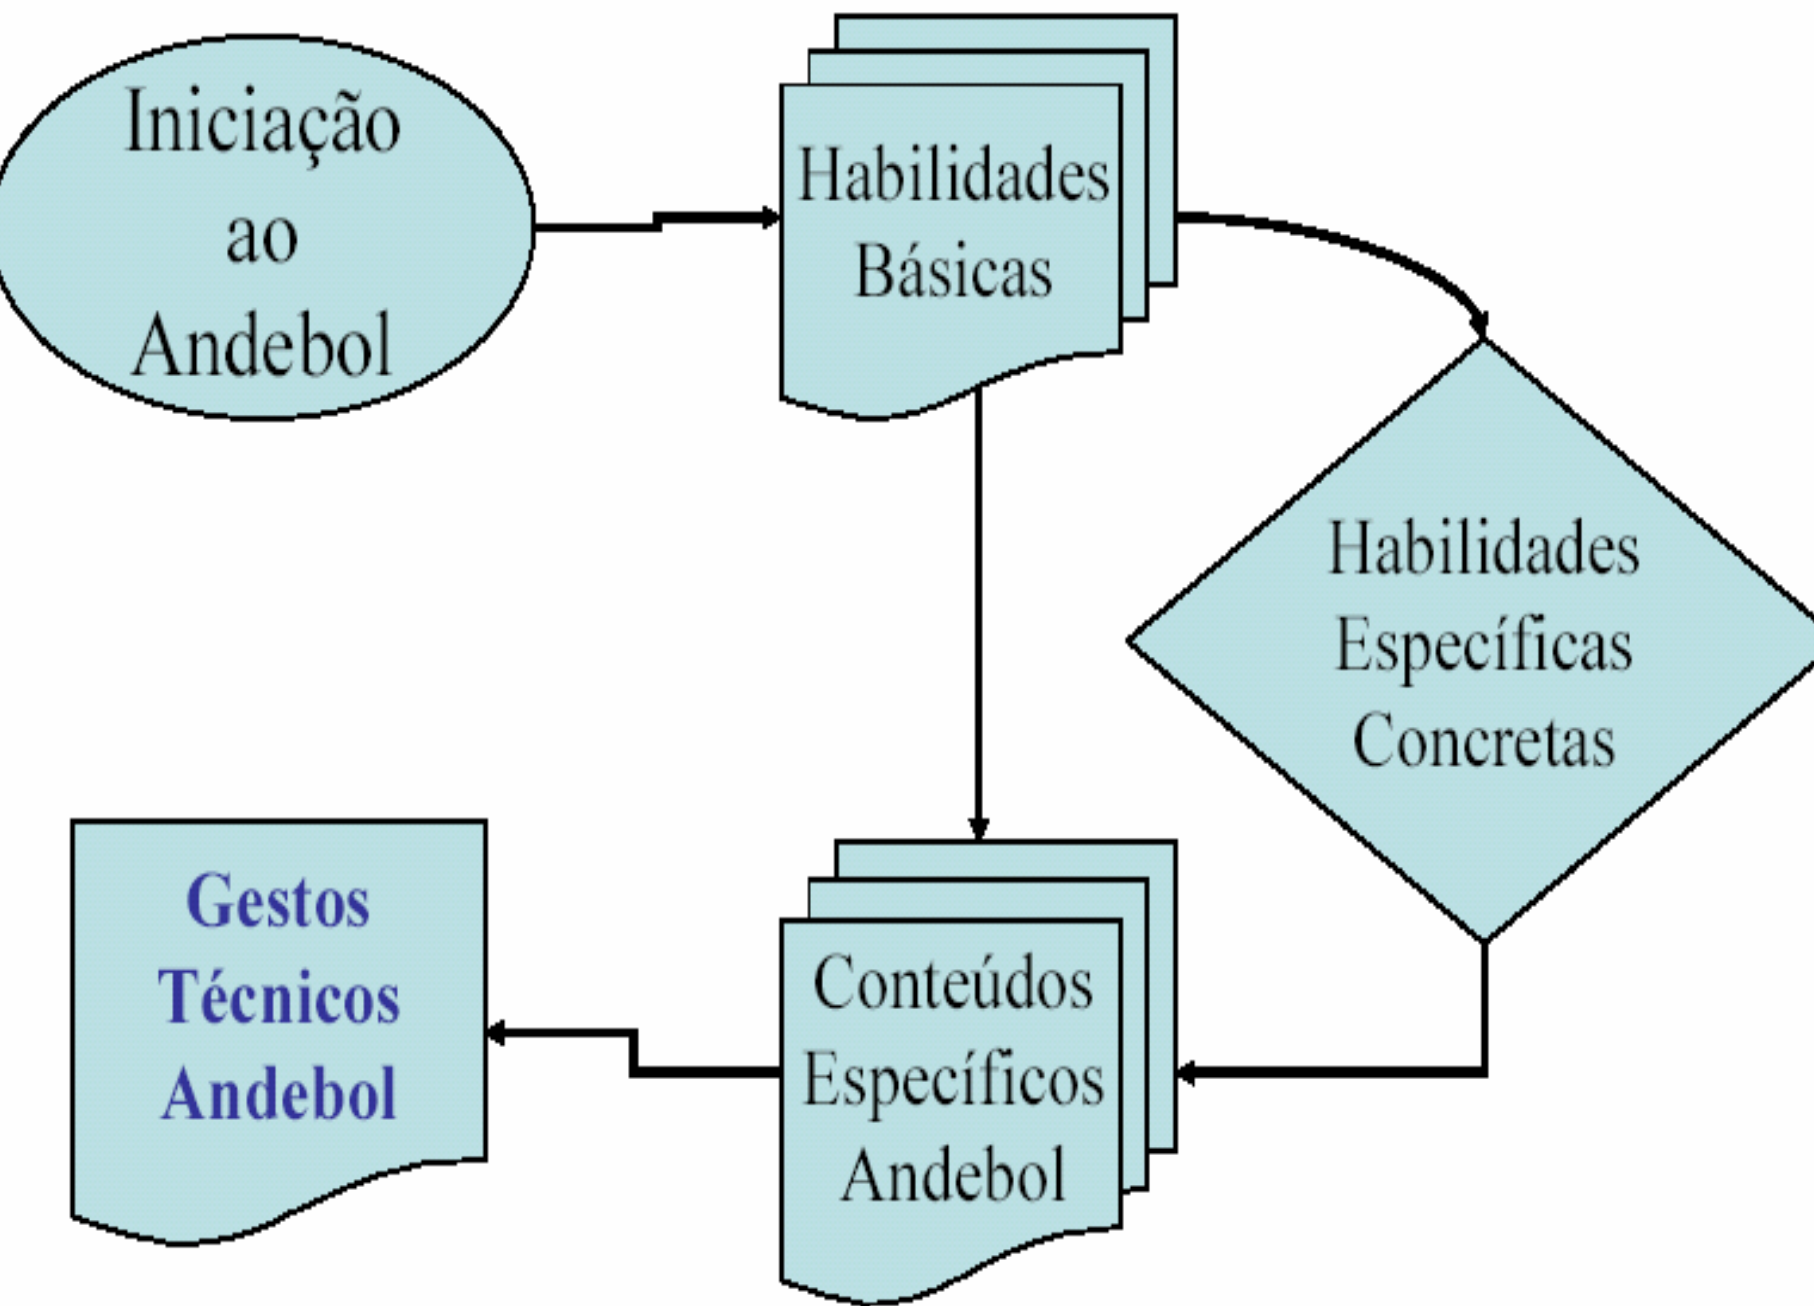 Iniciação
ao
Andebol
Habilidades
Básicas
Habilidades
Específicas
Concretas
Conteúdos
Específicos
Andebol
Gestos
Técnicos
Andebol